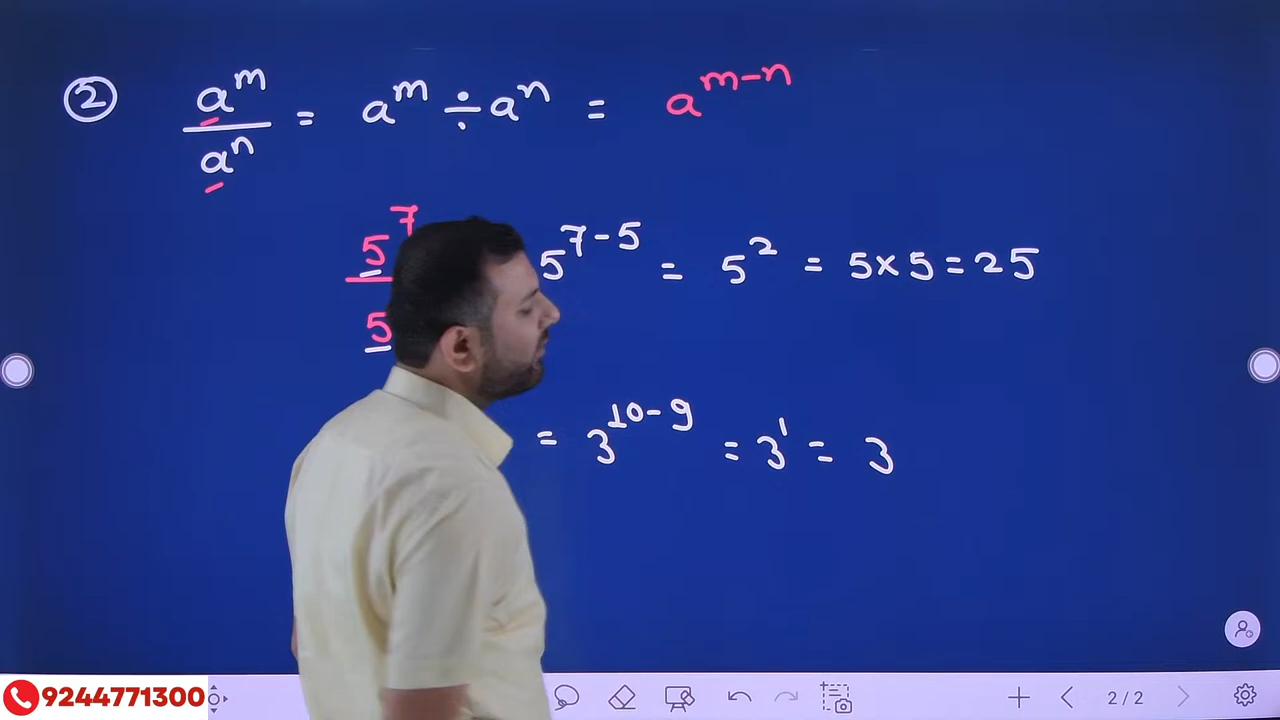 ② a^m/a^n = a^m ÷ a^n = a^(m-n)
5^7/5 5^(7-5) = 5^2 = 5×5=25
= 3^(10-9) = 3^1 = 3
9244771300
2/2